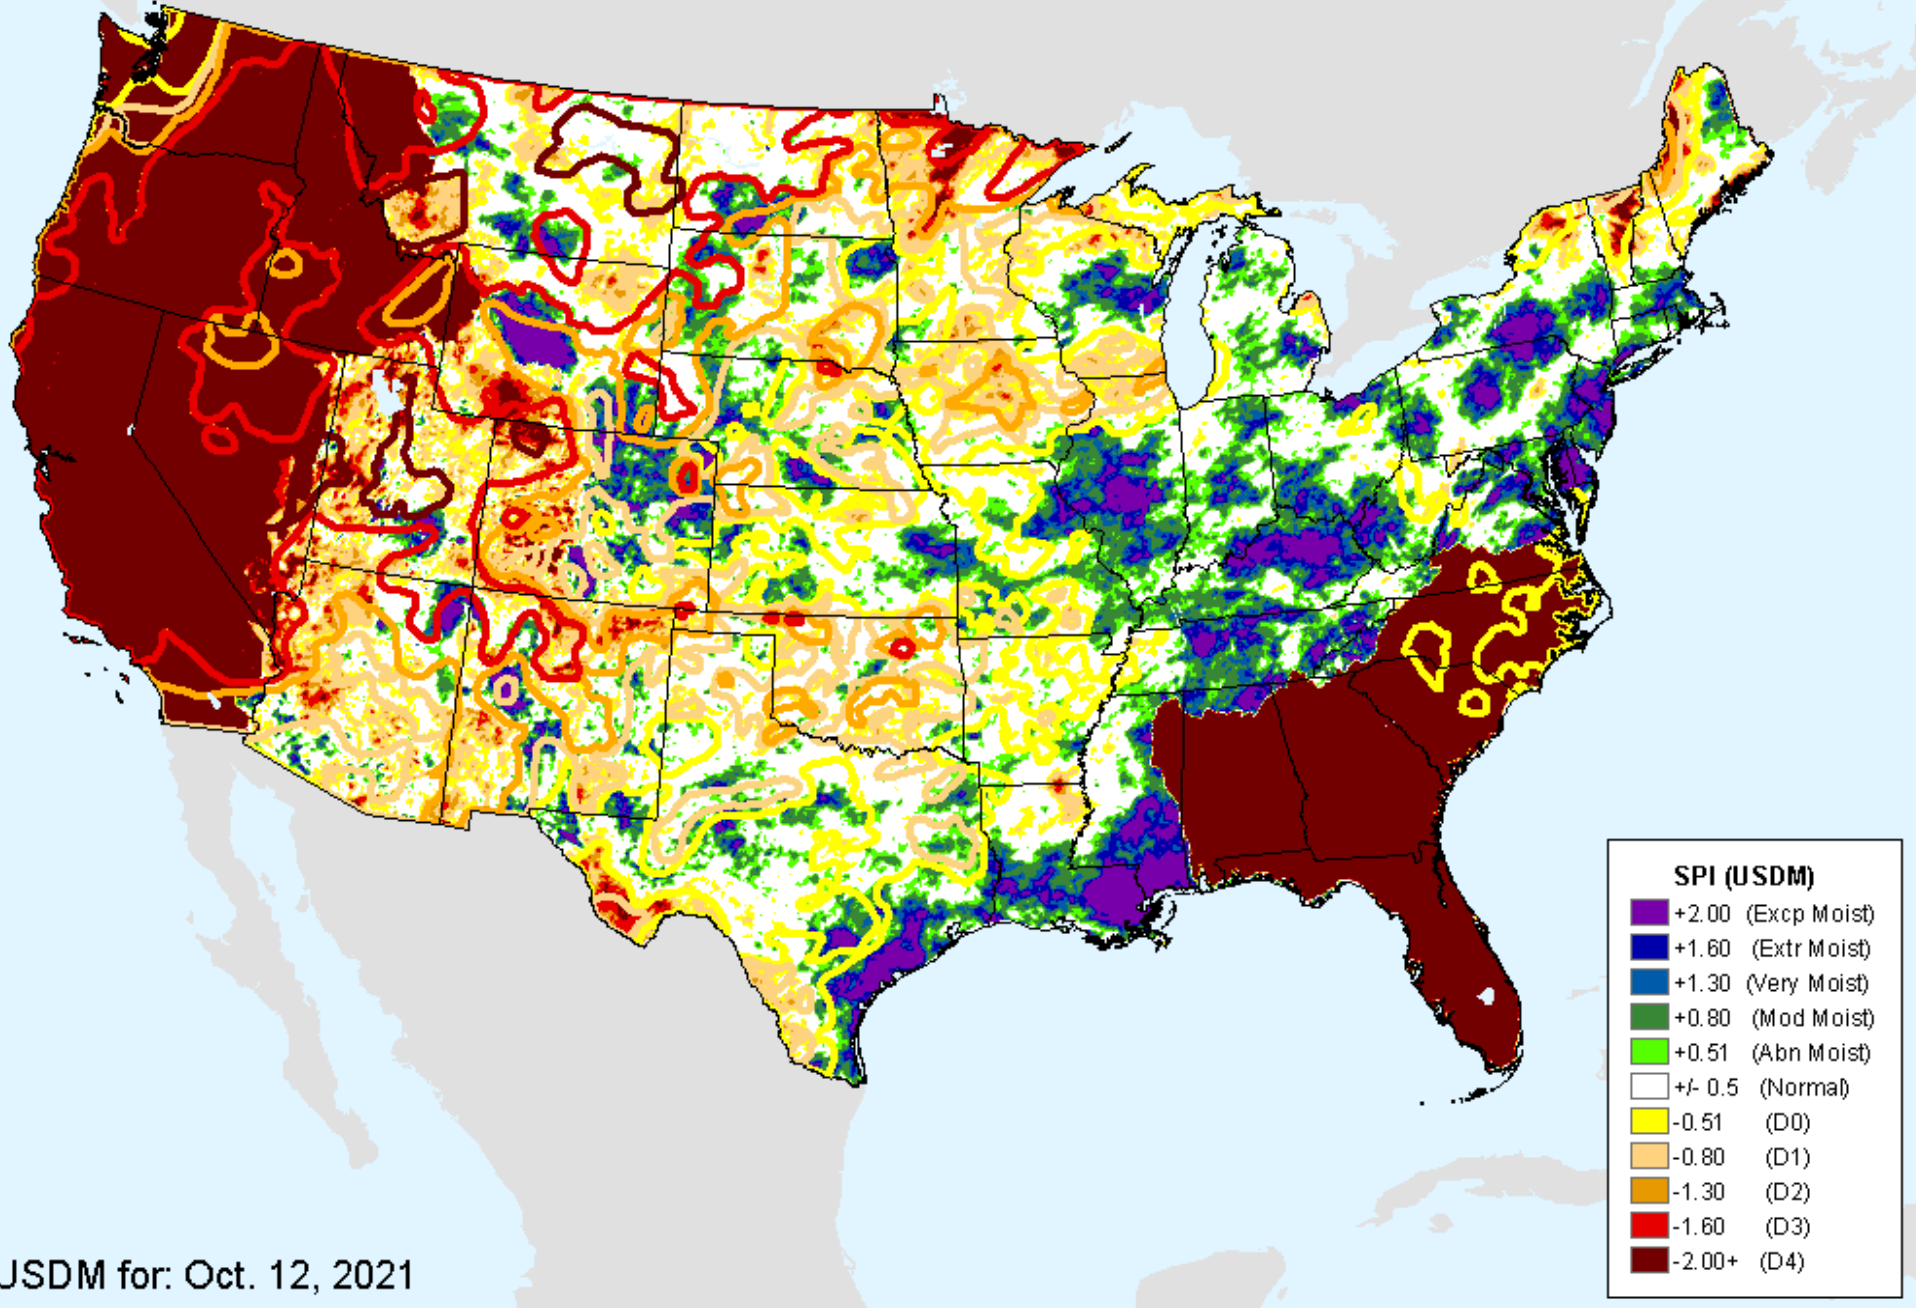 SPI (USDM)
+2.00 (Excp Moist)
+1.60 (Extr Moist)
+1.30 (Very Moist)
+0.80 (Mod Moist)
+0.51 (Abn Moist)
+/- 0.5 (Normal)
-0.51 (D0)
-0.80 (D1)
-1.30 (D2)
-1.60 (D3)
-2.00+ (D4)
USDM for: Oct. 12, 2021